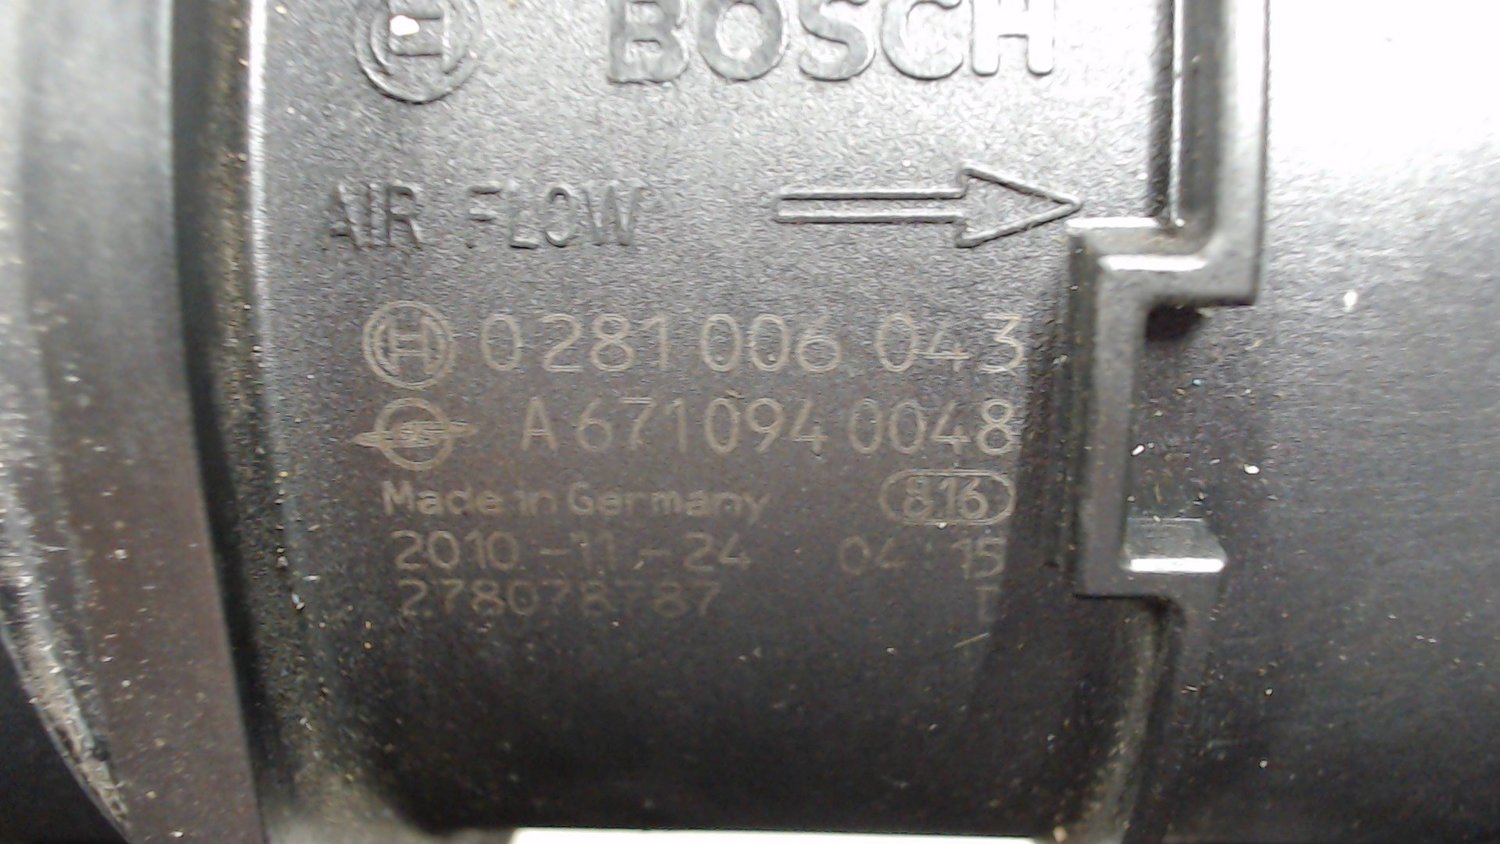 BOSCH
AIR FLOW
0 281 006 043
A 671 094 0048
Made in Germany 816
2010-11-24 04 15
278078787 T